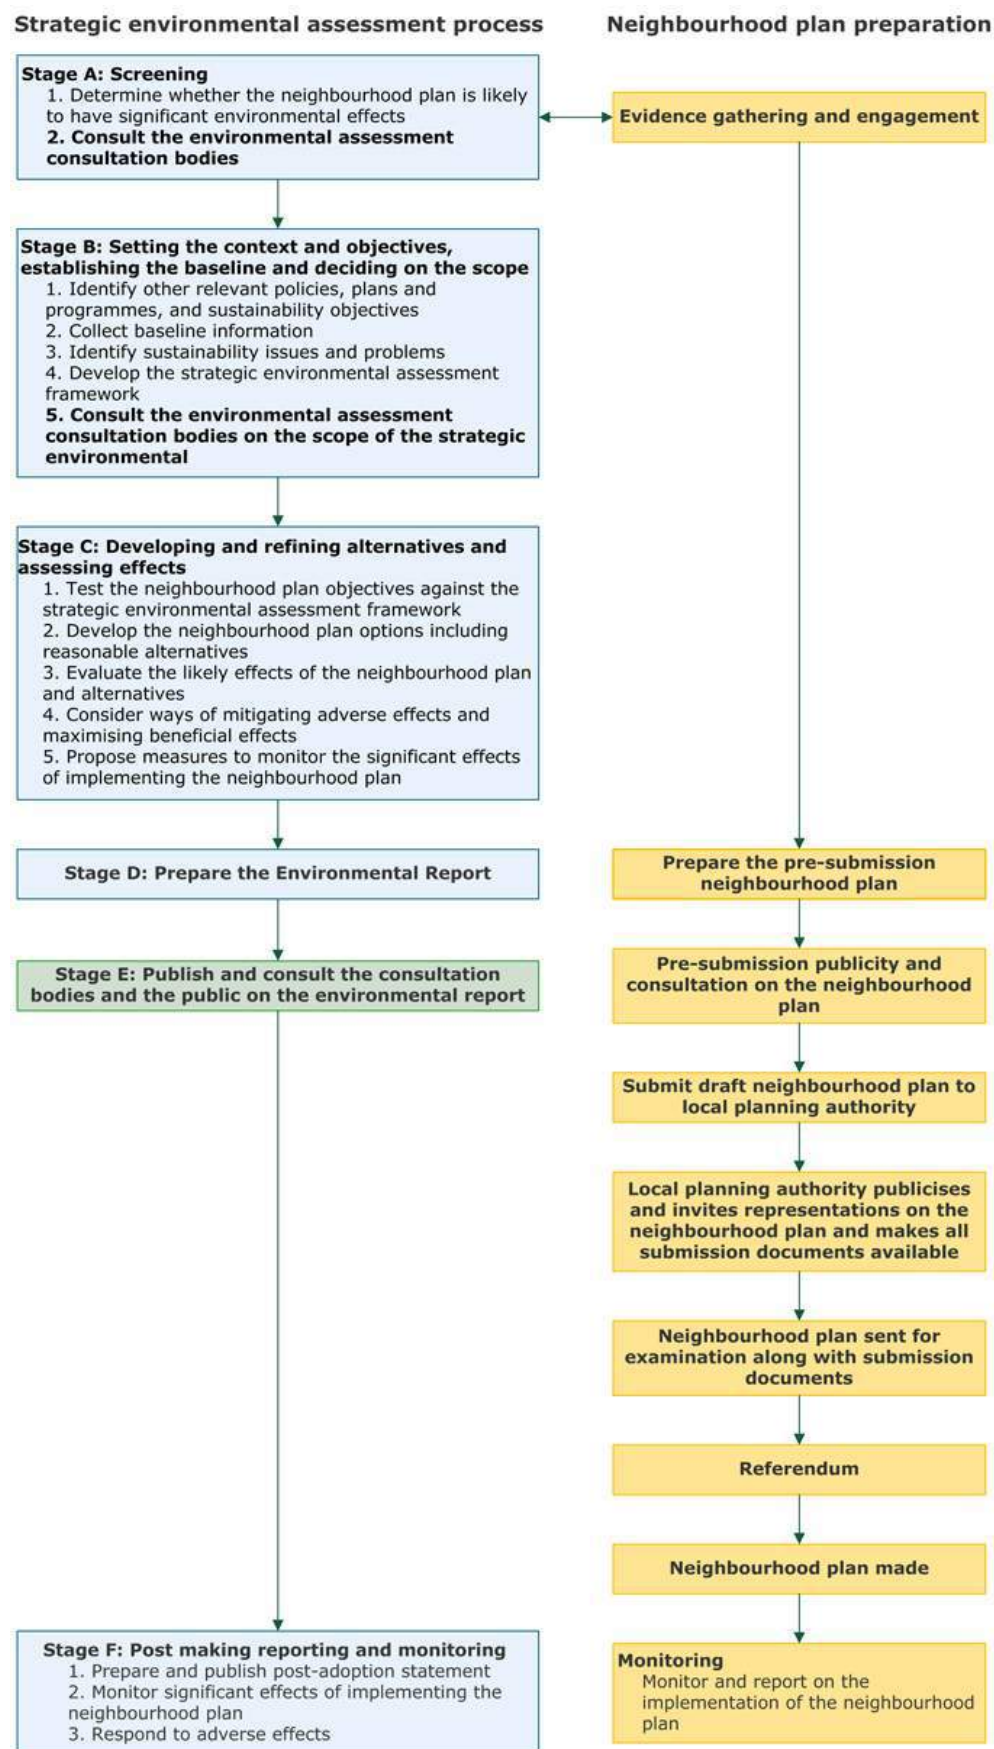 Strategic environmental assessment process
Neighbourhood plan preparation
Stage A: Screening
1. Determine whether the neighbourhood plan is likely
to have significant environmental effects
2. Consult the environmental assessment
consultation bodies
Evidence gathering and engagement
Stage B: Setting the context and objectives,
establishing the baseline and deciding on the scope
1. Identify other relevant policies, plans and
programmes, and sustainability objectives
2. Collect baseline information
3. Identify sustainability issues and problems
4. Develop the strategic environmental assessment
framework
5. Consult the environmental assessment
consultation bodies on the scope of the strategic
environmental
Stage C: Developing and refining alternatives and
assessing effects
1. Test the neighbourhood plan objectives against the
strategic environmental assessment framework
2. Develop the neighbourhood plan options including
reasonable alternatives
3. Evaluate the likely effects of the neighbourhood plan
and alternatives
4. Consider ways of mitigating adverse effects and
maximising beneficial effects
5. Propose measures to monitor the significant effects
of implementing the neighbourhood plan
Stage D: Prepare the Environmental Report
Prepare the pre-submission
neighbourhood plan
Stage E: Publish and consult the consultation
bodies and the public on the environmental report
Pre-submission publicity and
consultation on the neighbourhood
plan
Submit draft neighbourhood plan to
local planning authority
Local planning authority publicises
and invites representations on the
neighbourhood plan and makes all
submission documents available
Neighbourhood plan sent for
examination along with submission
documents
Referendum
Neighbourhood plan made
Stage F: Post making reporting and monitoring
1. Prepare and publish post-adoption statement
2. Monitor significant effects of implementing the
neighbourhood plan
3. Respond to adverse effects
Monitoring
Monitor and report on the
implementation of the neighbourhood
plan